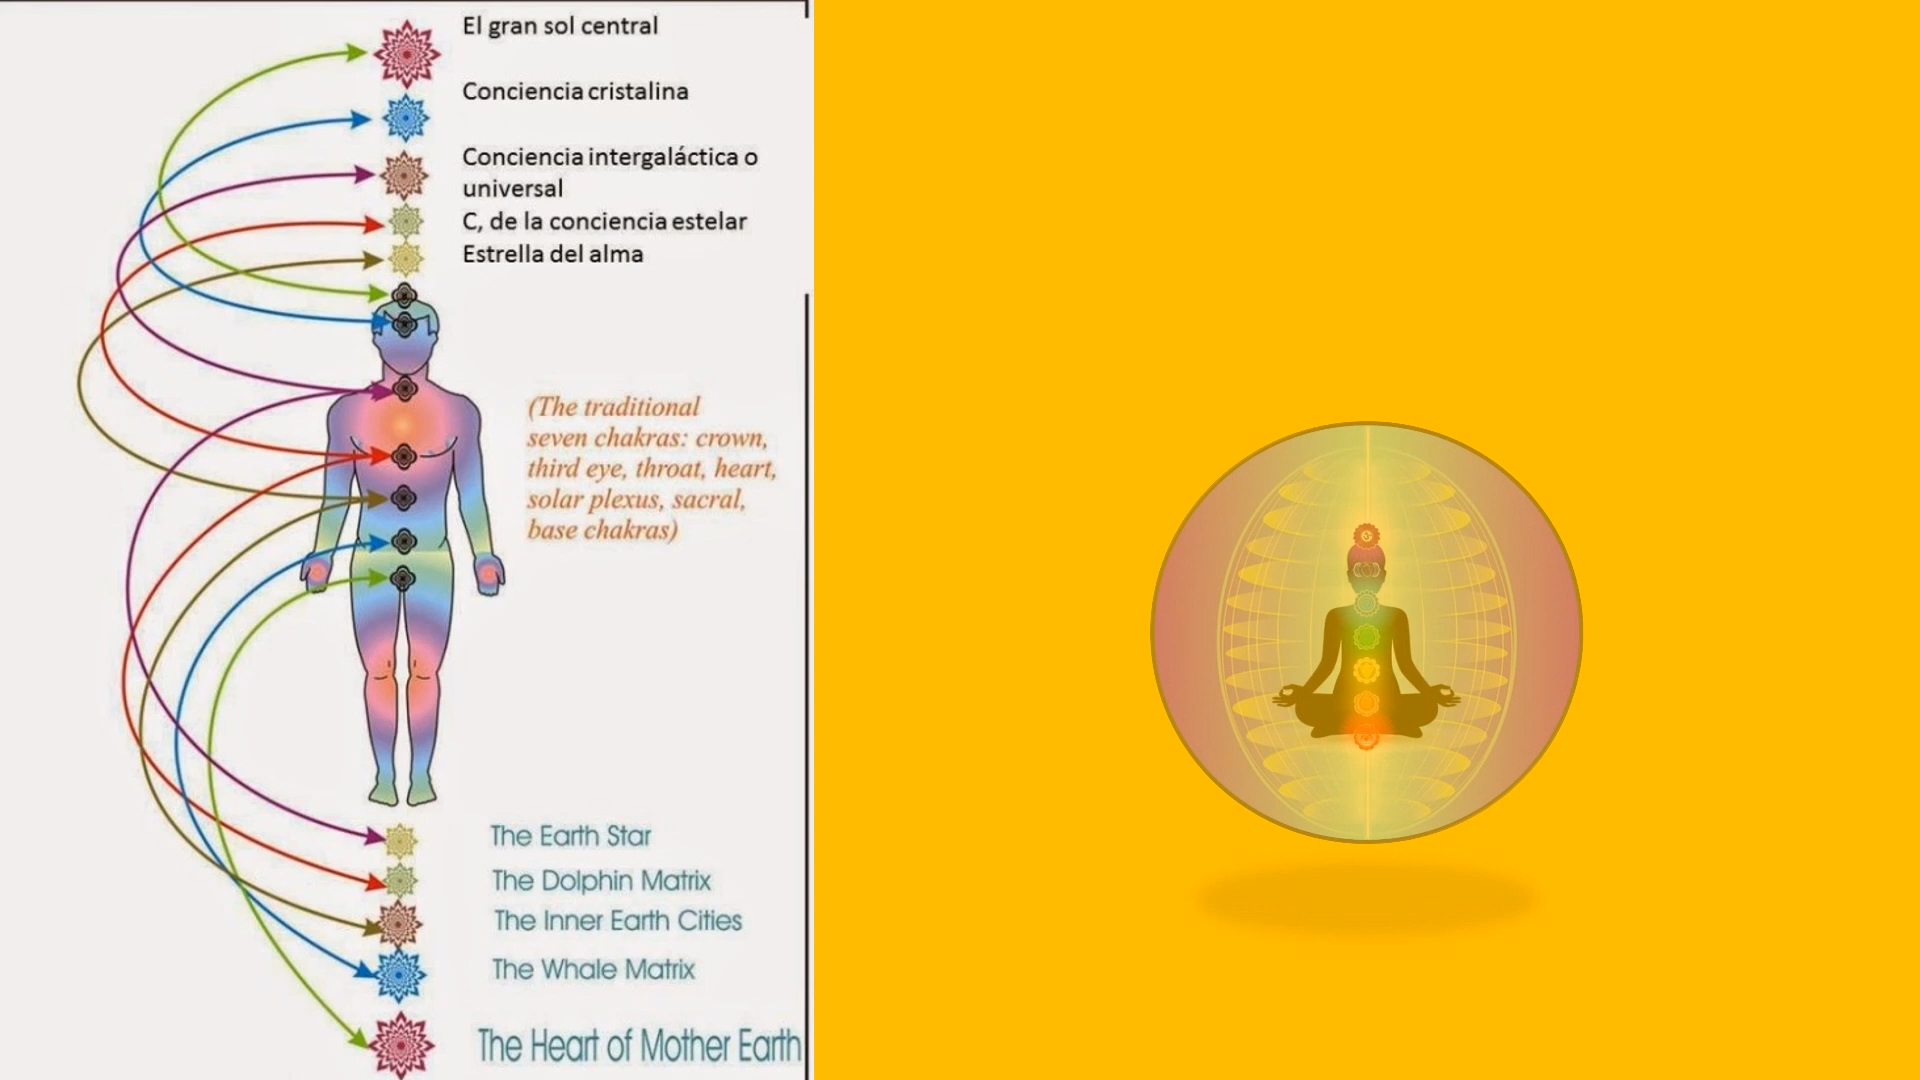 El gran sol central
Conciencia cristalina
Conciencia intergaláctica o
universal
C, de la conciencia estelar
Estrella del alma
(The traditional
seven chakras: crown,
third eye, throat, heart,
solar plexus, sacral,
base chakras)
The Earth Star
The Dolphin Matrix
The Inner Earth Cities
The Whale Matrix
The Heart of Mother Earth